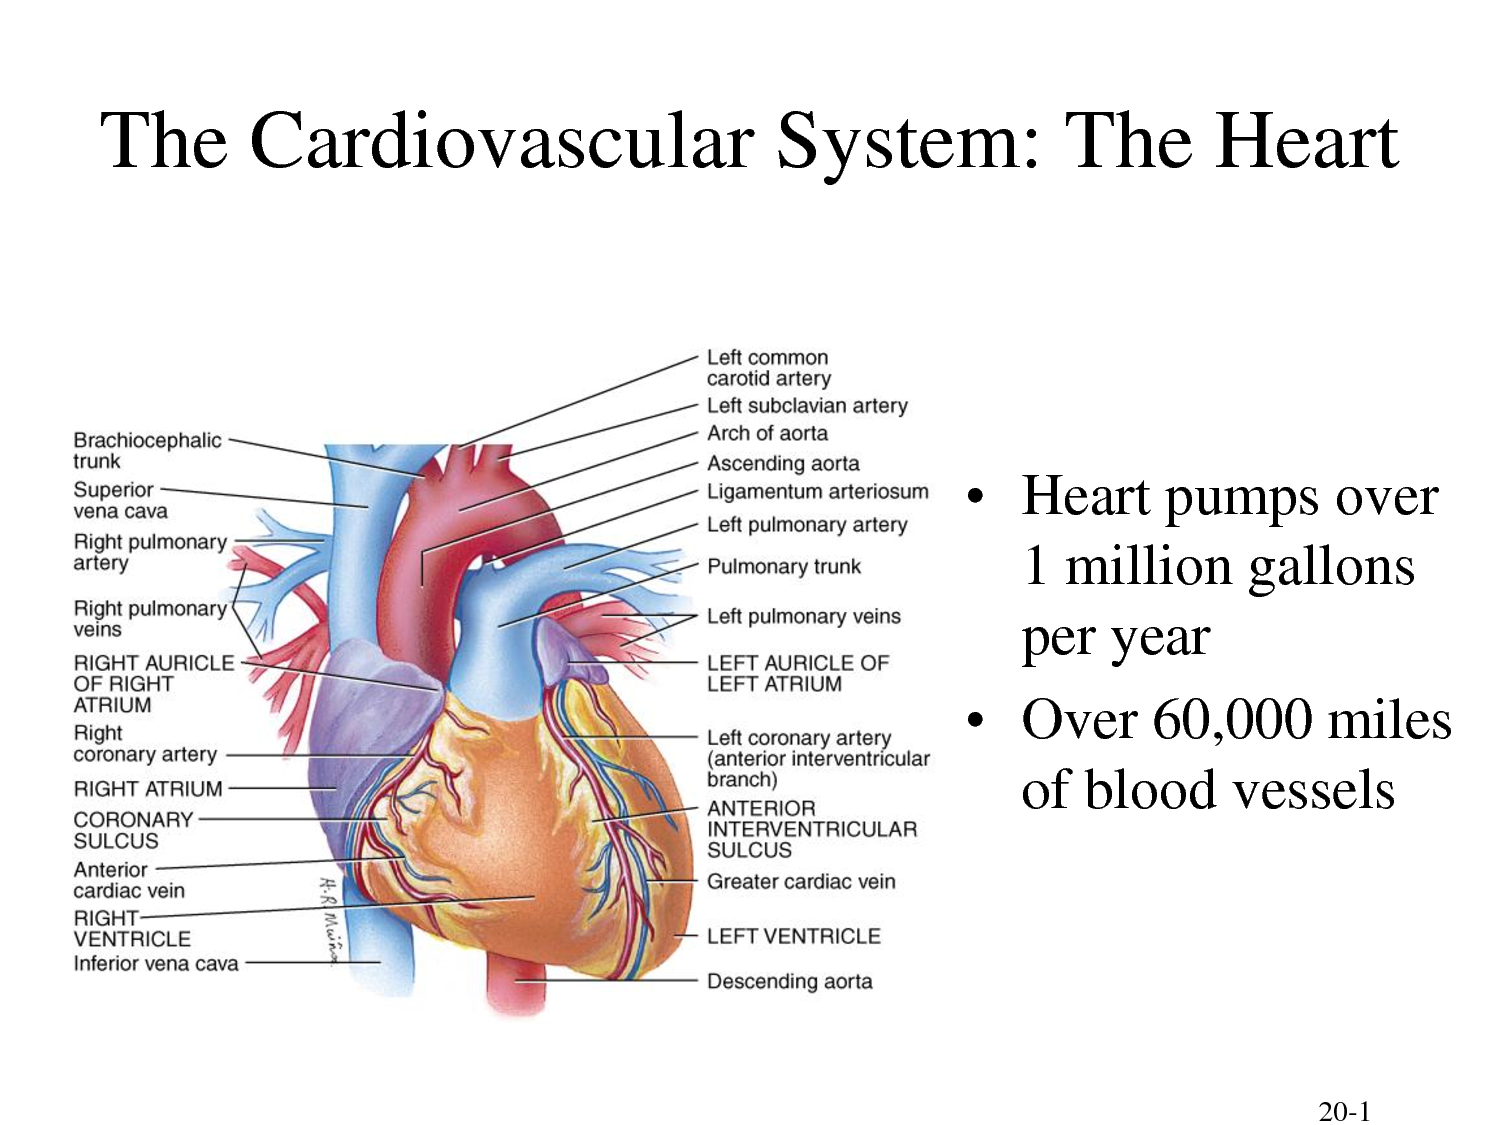 The Cardiovascular System: The Heart
Brachiocephalic
trunk
Superior
vena cava
Right pulmonary
artery
Right pulmonary
veins
RIGHT AURICLE
OF RIGHT
ATRIUM
Right
coronary artery
RIGHT ATRIUM
CORONARY
SULCUS
Anterior
cardiac vein
RIGHT
VENTRICLE
Inferior vena cava
Left common
carotid artery
Left subclavian artery
Arch of aorta
Ascending aorta
Ligamentum arteriosum
Left pulmonary artery
Pulmonary trunk
Left pulmonary veins
LEFT AURICLE OF
LEFT ATRIUM
Left coronary artery
(anterior interventricular
branch)
ANTERIOR
INTERVENTRICULAR
SULCUS
Greater cardiac vein
LEFT VENTRICLE
Descending aorta
H. R. Muiños
• Heart pumps over
1 million gallons
per year
• Over 60,000 miles
of blood vessels
20-1